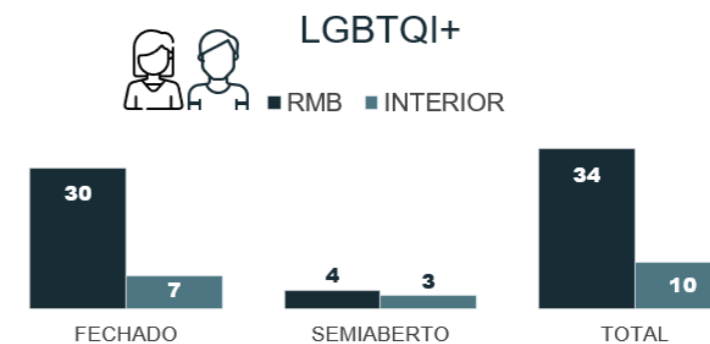 LGBTQI+
RMB INTERIOR
30 7 4 3 34 10
FECHADO SEMIABERTO TOTAL